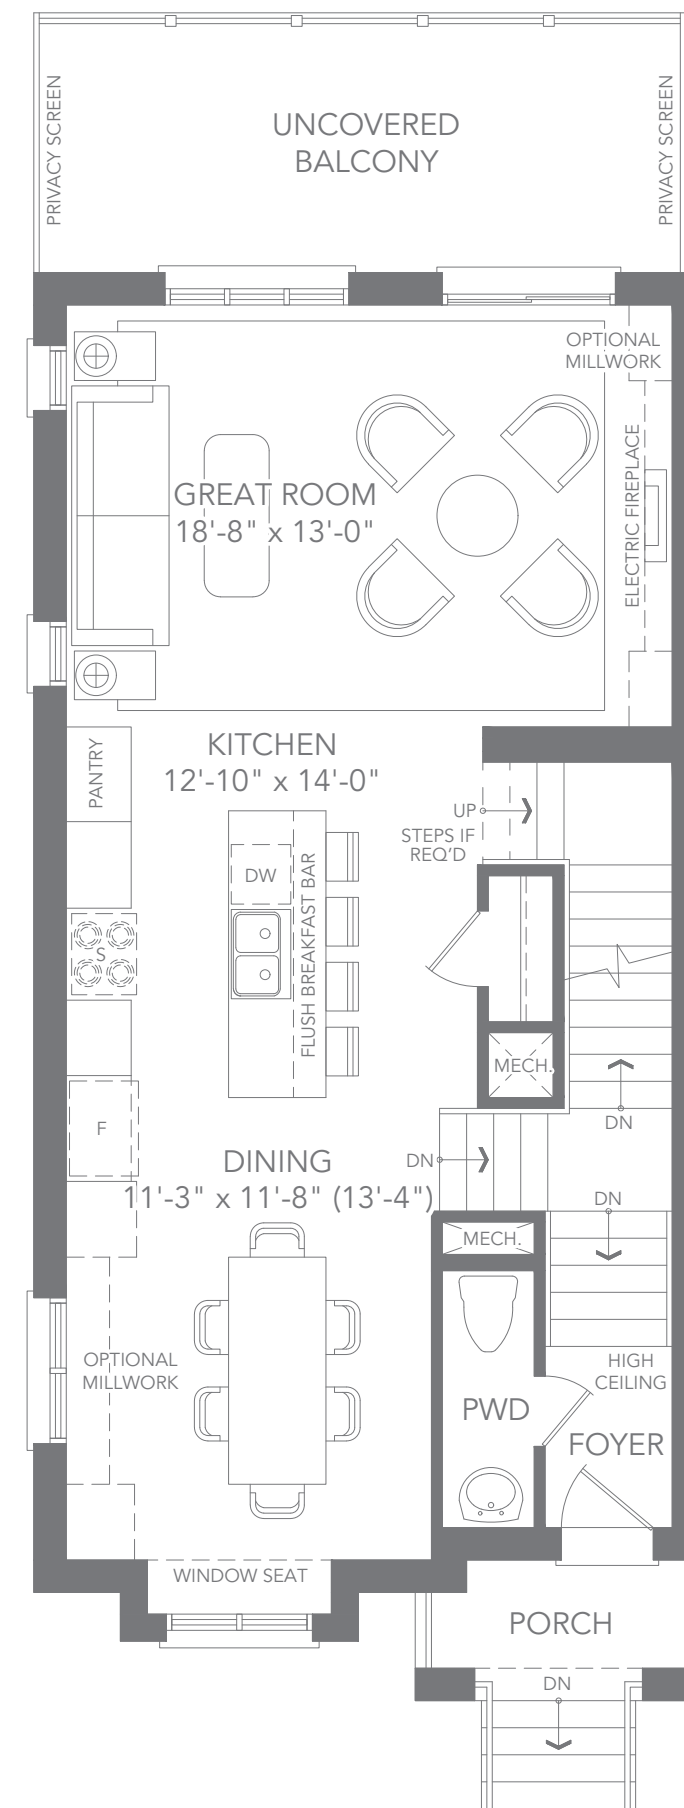 UNCOVERED
BALCONY
PRIVACY SCREEN
PRIVACY SCREEN
OPTIONAL
MILLWORK
ELECTRIC FIREPLACE
GREAT ROOM
18'-8" x 13'-0"
KITCHEN
12'-10" x 14'-0"
PANTRY
UP
STEPS IF
REQ'D
DW
FLUSH BREAKFAST BAR
S
MECH.
F
DN
DINING
11'-3" x 11'-8" (13'-4")
DN
DN
MECH.
OPTIONAL
MILLWORK
HIGH
CEILING
PWD
FOYER
WINDOW SEAT
PORCH
DN